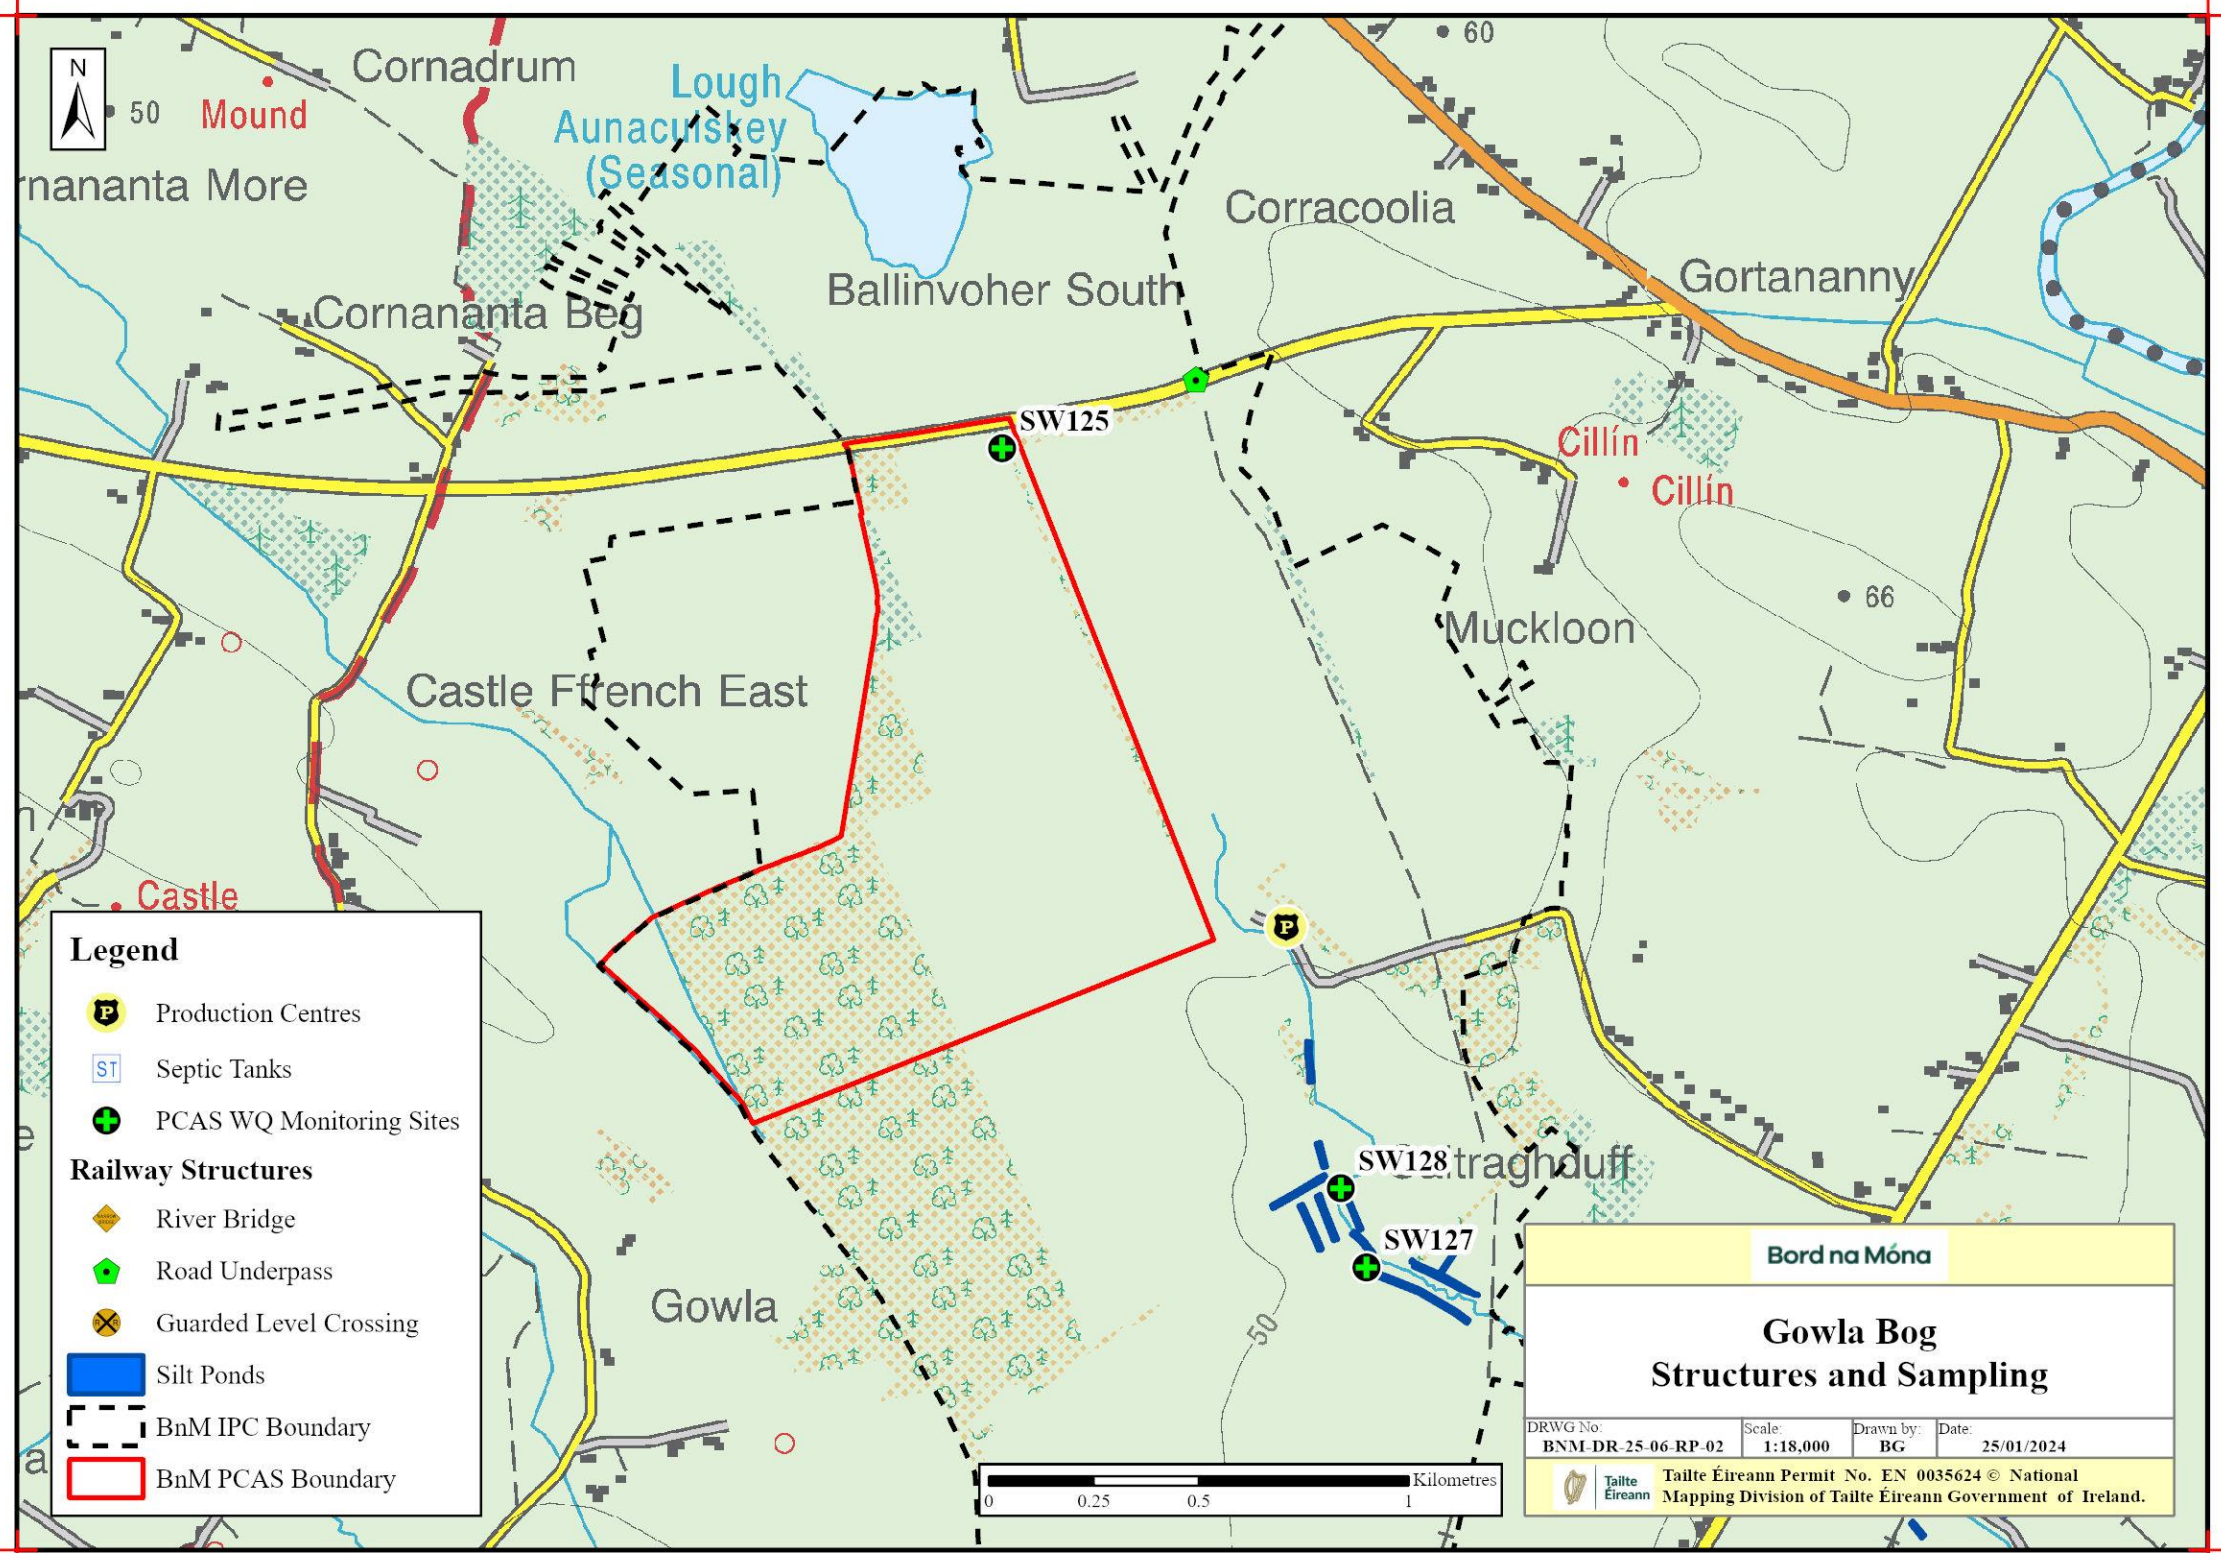 N
50
Mound
Cornadrum
Lough
Aunacuiskey
(Seasonal)
60
rnananta More
Corracoolia
Gortananny
Ballinvoher South
Cornananta Beg
SW125
Cillín
Cillín
66
Muckloon
Castle Ffrench East
n
Castle
P
e
SW128
traghduff
SW127
Gowla
50
a
Legend
P Production Centres
ST Septic Tanks
PCAS WQ Monitoring Sites
Railway Structures
River Bridge
Road Underpass
Guarded Level Crossing
Silt Ponds
BnM IPC Boundary
BnM PCAS Boundary
Kilometres
0 0.25 0.5 1
Bord na Móna
Gowla Bog
Structures and Sampling
DRWG No: Scale: Drawn by: Date:
BNM-DR-25-06-RP-02 1:18,000 BG 25/01/2024
Tailte
Éireann
Tailte Éireann Permit No. EN 0035624 © National
Mapping Division of Tailte Éireann Government of Ireland.